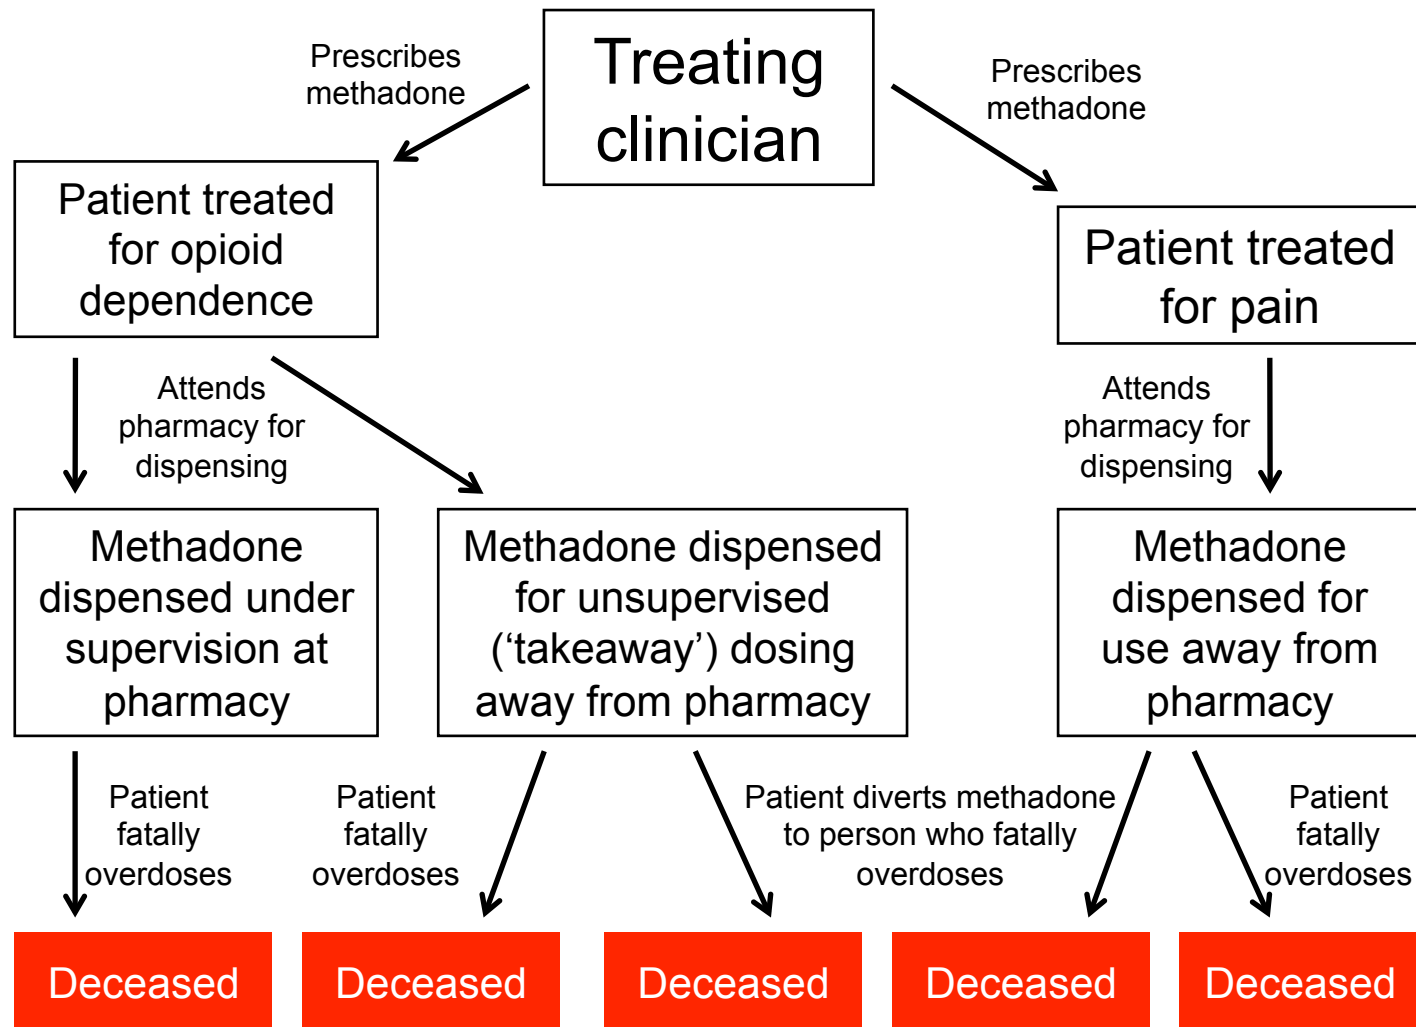 Treating
clinician
Prescribes
methadone
Prescribes
methadone
Patient treated
for opioid
dependence
Patient treated
for pain
Attends
pharmacy for
dispensing
Attends
pharmacy for
dispensing
Methadone
dispensed under
supervision at
pharmacy
Methadone dispensed
for unsupervised
(‘takeaway’) dosing
away from pharmacy
Methadone
dispensed for
use away from
pharmacy
Patient
fatally
overdoses
Patient
fatally
overdoses
Patient diverts methadone
to person who fatally
overdoses
Patient
fatally
overdoses
Deceased
Deceased
Deceased
Deceased
Deceased